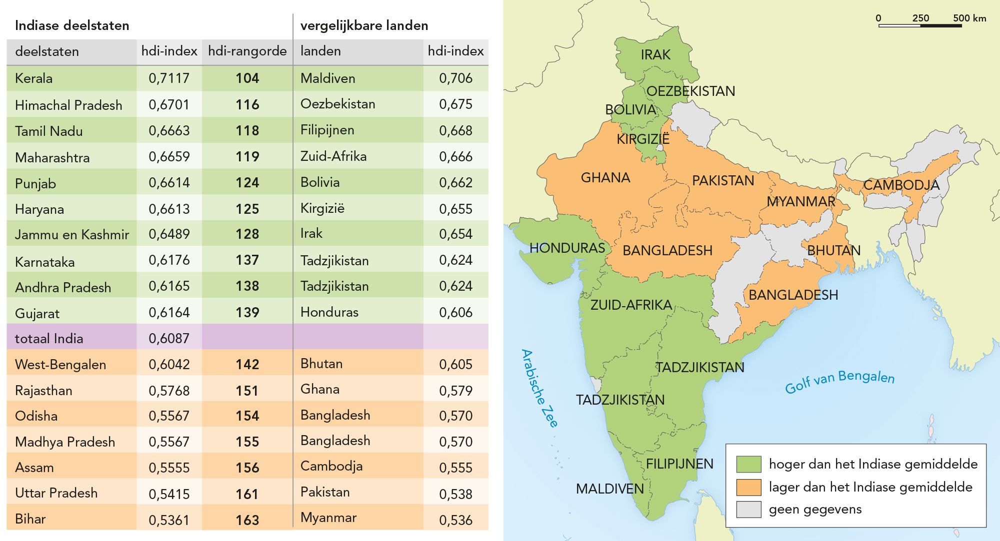 Indiase deelstaten vergelijkbare landen
deelstaten hdi-index hdi-rangorde landen hdi-index
Kerala 0,7117 104 Maldiven 0,706
Himachal Pradesh 0,6701 116 Oezbekistan 0,675
Tamil Nadu 0,6663 118 Filipijnen 0,668
Maharashtra 0,6659 119 Zuid-Afrika 0,666
Punjab 0,6614 124 Bolivia 0,662
Haryana 0,6613 125 Kirgizië 0,655
Jammu en Kashmir 0,6489 128 Irak 0,654
Karnataka 0,6176 137 Tadzjikistan 0,624
Andhra Pradesh 0,6165 138 Tadzjikistan 0,624
Gujarat 0,6164 139 Honduras 0,606
totaal India 0,6087
West-Bengalen 0,6042 142 Bhutan 0,605
Rajasthan 0,5768 151 Ghana 0,579
Odisha 0,5567 154 Bangladesh 0,570
Madhya Pradesh 0,5567 155 Bangladesh 0,570
Assam 0,5555 156 Cambodja 0,555
Uttar Pradesh 0,5415 161 Pakistan 0,538
Bihar 0,5361 163 Myanmar 0,536
0 250 500 km
IRAK
OEZBEKISTAN
BOLIVIA
KIRGIZIË
GHANA
PAKISTAN
CAMBODJA
MYANMAR
HONDURAS
BANGLADESH
BHUTAN
BANGLADESH
ZUID-AFRIKA
TADZJIKISTAN
Arabische Zee
Golf van Bengalen
TADZJIKISTAN
FILIPIJNEN
MALDIVEN
hoger dan het Indiase gemiddelde
lager dan het Indiase gemiddelde
geen gegevens